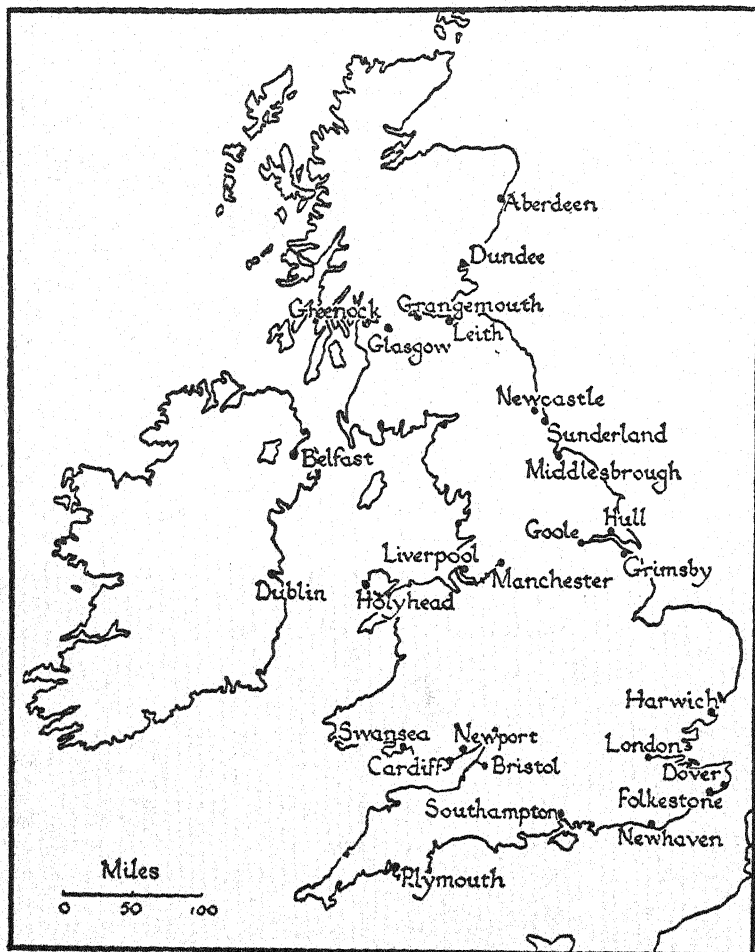 Aberdeen
Dundee
Grangemouth
Greenock
Leith
Glasgow
Newcastle
Sunderland
Belfast
Middlesbrough
Hull
Goole
Liverpool
Grimsby
Manchester
Dublin
Holyhead
Harwich
Swansea
Newport
London
Cardiff
Bristol
Dover
Folkestone
Southampton
Newhaven
Miles
Plymouth
0 50 100